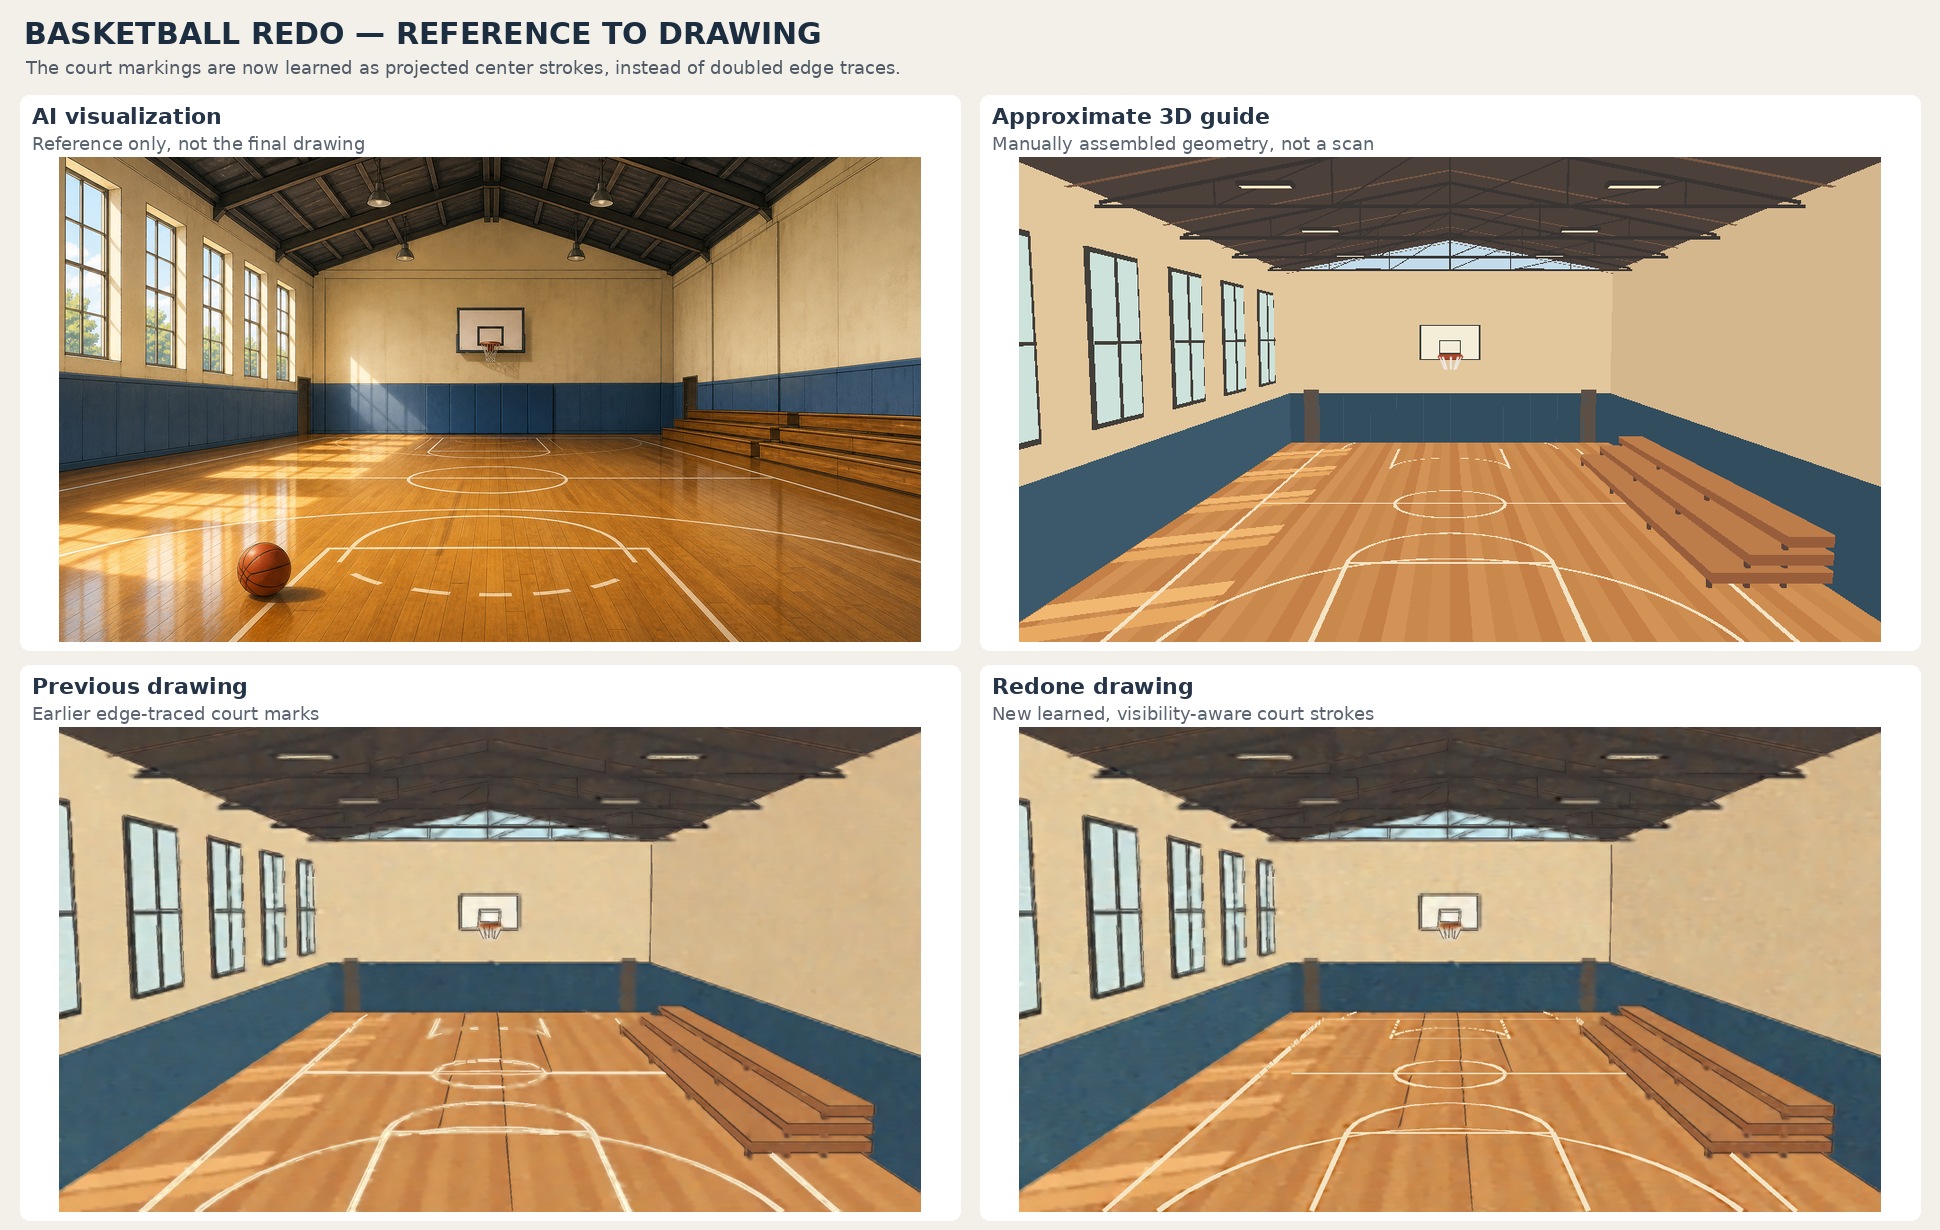 BASKETBALL REDO — REFERENCE TO DRAWING
The court markings are now learned as projected center strokes, instead of doubled edge traces.
AI visualization
Reference only, not the final drawing
Approximate 3D guide
Manually assembled geometry, not a scan
Previous drawing
Earlier edge-traced court marks
Redone drawing
New learned, visibility-aware court strokes